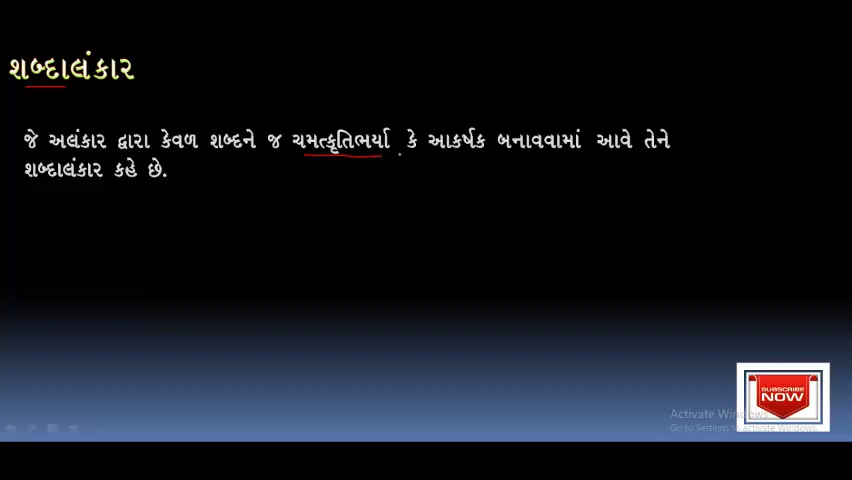 શબ્દાલંકાર
જે અલંકાર દ્વારા કેવળ શબ્દને જ ચમત્કૃતિભર્યા કે આકર્ષક બનાવવામાં આવે તેને
શબ્દાલંકાર કહે છે.
SUBSCRIBE
NOW
Activate Windows
Go to Settings to activate Windows.